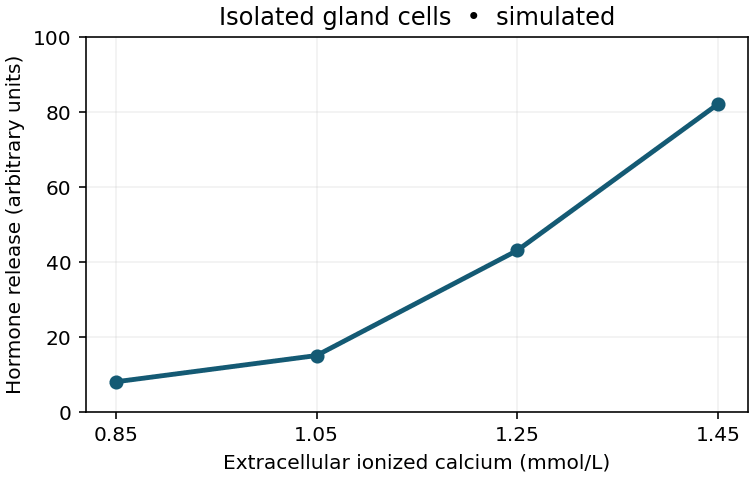 Isolated gland cells • simulated
Hormone release (arbitrary units)
100
80
60
40
20
0
0.85 1.05 1.25 1.45
Extracellular ionized calcium (mmol/L)